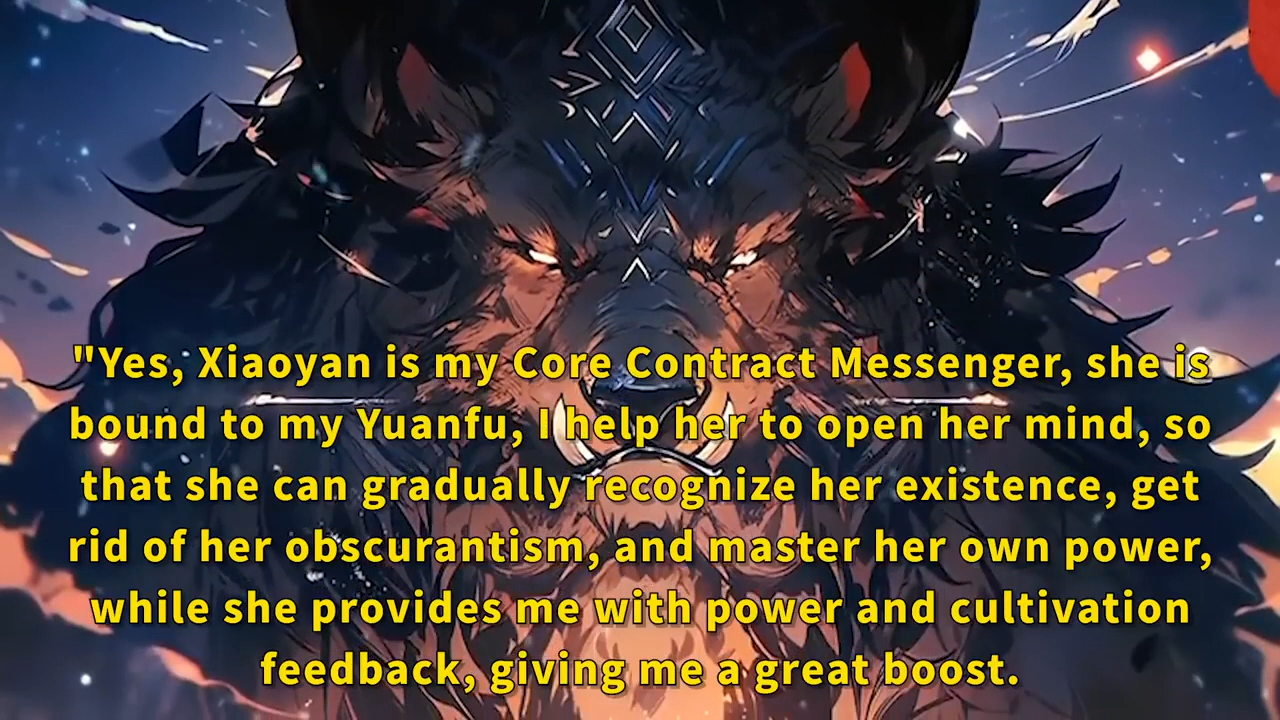 "Yes, Xiaoyan is my Core Contract Messenger, she is
bound to my Yuanfu, I help her to open her mind, so
that she can gradually recognize her existence, get
rid of her obscurantism, and master her own power,
while she provides me with power and cultivation
feedback, giving me a great boost.